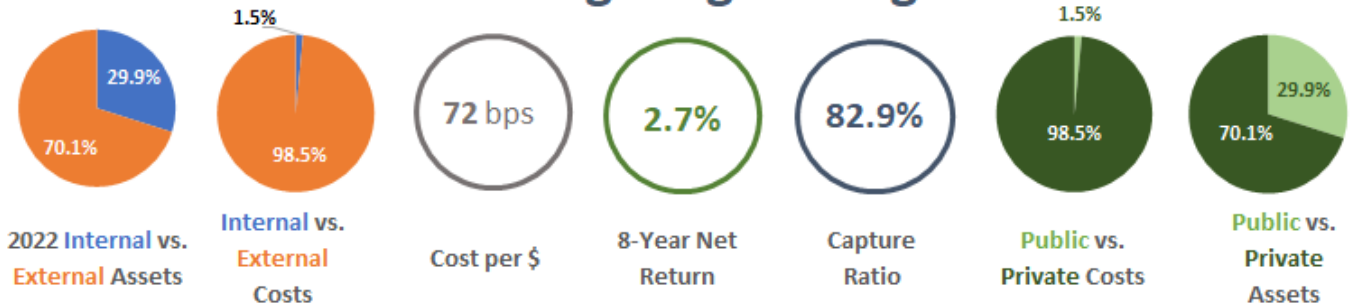 1.5%
29.9%
70.1%
98.5%
72 bps
2.7%
82.9%
1.5%
98.5%
29.9%
70.1%
2022 Internal vs.
External Assets
Internal vs.
External
Costs
Cost per $
8-Year Net
Return
Capture
Ratio
Public vs.
Private Costs
Public vs.
Private
Assets